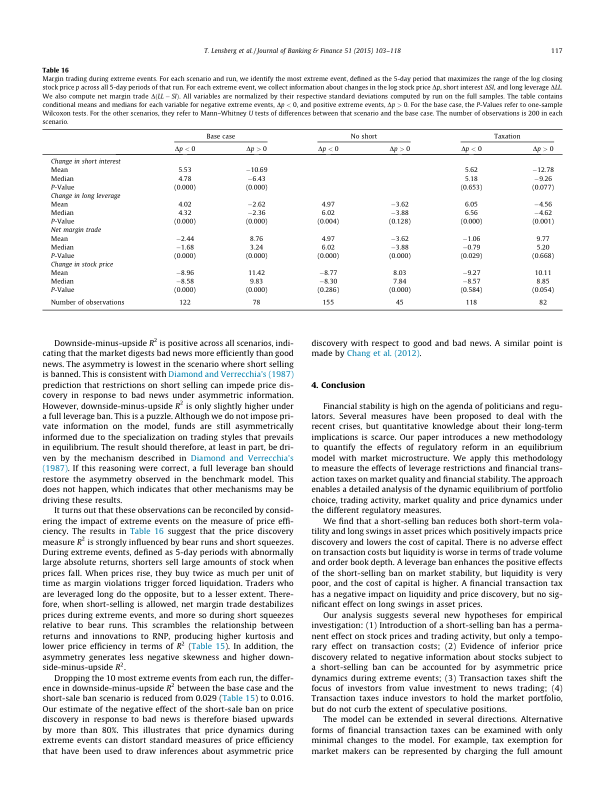 T. Lensberg et al. / Journal of Banking & Finance 51 (2015) 103–118
117
Table 16
Margin trading during extreme events. For each scenario and run, we identify the most extreme event, defined as the 5-day period that maximizes the range of the log closing
stock price p across all 5-day periods of that run. For each extreme event, we collect information about changes in the log stock price Δp, short interest ΔSI, and long leverage ΔLL.
We also compute net margin trade Δ(LL − SI). All variables are normalized by their respective standard deviations computed by run on the full samples. The table contains
conditional means and medians for each variable for negative extreme events, Δp < 0, and positive extreme events, Δp > 0. For the base case, the P-Values refer to one-sample
Wilcoxon tests. For the other scenarios, they refer to Mann–Whitney U tests of differences between that scenario and the base case. The number of observations is 200 in each
scenario.
Base case No short Taxation
Δp < 0 Δp > 0 Δp < 0 Δp > 0 Δp < 0 Δp > 0
Change in short interest
Mean 5.53 −10.69 5.62 −12.78
Median 4.78 −6.43 5.18 −9.26
P-Value (0.000) (0.000) (0.653) (0.077)
Change in long leverage
Mean 4.02 −2.62 4.97 −3.62 6.05 −4.56
Median 4.32 −2.36 6.02 −3.88 6.56 −4.62
P-Value (0.000) (0.000) (0.004) (0.128) (0.000) (0.001)
Net margin trade
Mean −2.44 8.76 4.97 −3.62 −1.06 9.77
Median −1.68 3.24 6.02 −3.88 −0.79 5.20
P-Value (0.000) (0.000) (0.000) (0.000) (0.029) (0.668)
Change in stock price
Mean −8.96 11.42 −8.77 8.03 −9.27 10.11
Median −8.58 9.83 −8.30 7.84 −8.57 8.85
P-Value (0.000) (0.000) (0.286) (0.000) (0.584) (0.054)
Number of observations 122 78 155 45 118 82
Downside-minus-upside R² is positive across all scenarios, indi-
cating that the market digests bad news more efficiently than good
news. The asymmetry is lowest in the scenario where short selling
is banned. This is consistent with Diamond and Verrecchia's (1987)
prediction that restrictions on short selling can impede price dis-
covery in response to bad news under asymmetric information.
However, downside-minus-upside R² is only slightly higher under
a full leverage ban. This is a puzzle. Although we do not impose pri-
vate information on the model, funds are still asymmetrically
informed due to the specialization on trading styles that prevails
in equilibrium. The result should therefore, at least in part, be dri-
ven by the mechanism described in Diamond and Verrecchia's
(1987). If this reasoning were correct, a full leverage ban should
restore the asymmetry observed in the benchmark model. This
does not happen, which indicates that other mechanisms may be
driving these results.
It turns out that these observations can be reconciled by consid-
ering the impact of extreme events on the measure of price effi-
ciency. The results in Table 16 suggest that the price discovery
measure R² is strongly influenced by bear runs and short squeezes.
During extreme events, defined as 5-day periods with abnormally
large absolute returns, shorters sell large amounts of stock when
prices fall. When prices rise, they buy twice as much per unit of
time as margin violations trigger forced liquidation. Traders who
are leveraged long do the opposite, but to a lesser extent. There-
fore, when short-selling is allowed, net margin trade destabilizes
prices during extreme events, and more so during short squeezes
relative to bear runs. This scrambles the relationship between
returns and innovations to RNP, producing higher kurtosis and
lower price efficiency in terms of R² (Table 15). In addition, the
asymmetry generates less negative skewness and higher down-
side-minus-upside R².
Dropping the 10 most extreme events from each run, the differ-
ence in downside-minus-upside R² between the base case and the
short-sale ban scenario is reduced from 0.029 (Table 15) to 0.016.
Our estimate of the negative effect of the short-sale ban on price
discovery in response to bad news is therefore biased upwards
by more than 80%. This illustrates that price dynamics during
extreme events can distort standard measures of price efficiency
that have been used to draw inferences about asymmetric price
discovery with respect to good and bad news. A similar point is
made by Chang et al. (2012).
4. Conclusion
Financial stability is high on the agenda of politicians and regu-
lators. Several measures have been proposed to deal with the
recent crises, but quantitative knowledge about their long-term
implications is scarce. Our paper introduces a new methodology
to quantify the effects of regulatory reform in an equilibrium
model with market microstructure. We apply this methodology
to measure the effects of leverage restrictions and financial trans-
action taxes on market quality and financial stability. The approach
enables a detailed analysis of the dynamic equilibrium of portfolio
choice, trading activity, market quality and price dynamics under
the different regulatory measures.
We find that a short-selling ban reduces both short-term vola-
tility and long swings in asset prices which positively impacts price
discovery and lowers the cost of capital. There is no adverse effect
on transaction costs but liquidity is worse in terms of trade volume
and order book depth. A leverage ban enhances the positive effects
of the short-selling ban on market stability, but liquidity is very
poor, and the cost of capital is higher. A financial transaction tax
has a negative impact on liquidity and price discovery, but no sig-
nificant effect on long swings in asset prices.
Our analysis suggests several new hypotheses for empirical
investigation: (1) Introduction of a short-selling ban has a perma-
nent effect on stock prices and trading activity, but only a tempo-
rary effect on transaction costs; (2) Evidence of inferior price
discovery related to negative information about stocks subject to
a short-selling ban can be accounted for by asymmetric price
dynamics during extreme events; (3) Transaction taxes shift the
focus of investors from value investment to news trading; (4)
Transaction taxes induce investors to hold the market portfolio,
but do not curb the extent of speculative positions.
The model can be extended in several directions. Alternative
forms of financial transaction taxes can be examined with only
minimal changes to the model. For example, tax exemption for
market makers can be represented by charging the full amount